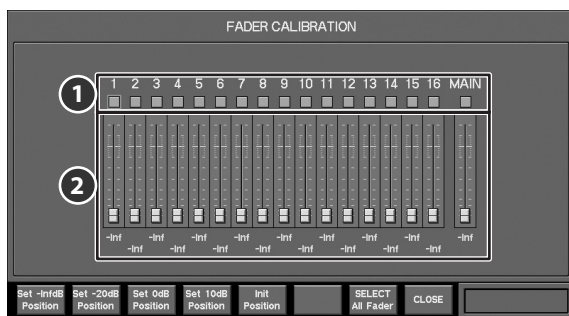 FADER CALIBRATION
1 2 3 4 5 6 7 8 9 10 11 12 13 14 15 16 MAIN
1
2
-Inf -Inf -Inf -Inf -Inf -Inf -Inf -Inf -Inf
-Inf -Inf -Inf -Inf -Inf -Inf -Inf -Inf
Set -InfdB Set -20dB Set 0dB Set 10dB Init SELECT CLOSE
Position Position Position Position Position All Fader